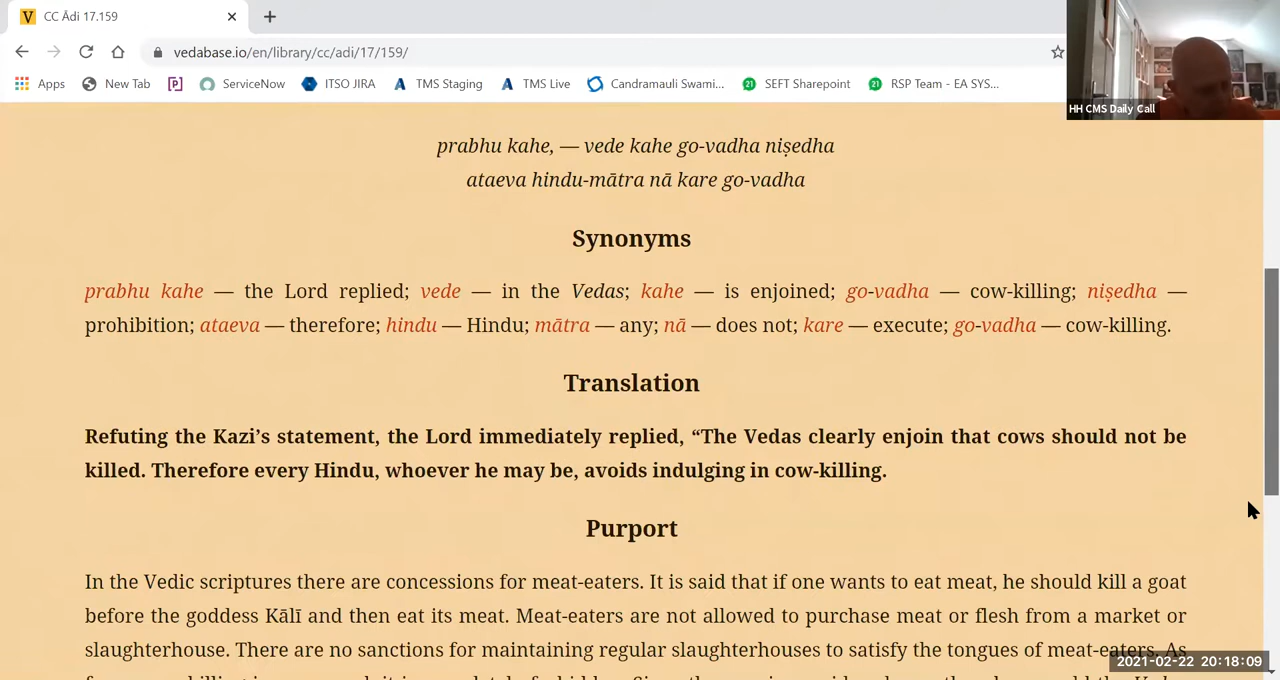 CC Ādi 17.159
vedabase.io/en/library/cc/adi/17/159/
Apps New Tab ServiceNow ITSO JIRA TMS Staging TMS Live Candramauli Swami... SEFT Sharepoint RSP Team - EA SYS...
HH CMS Daily Call
prabhu kahe, — vede kahe go-vadha niṣedha
ataeva hindu-mātra nā kare go-vadha
Synonyms
prabhu kahe — the Lord replied; vede — in the Vedas; kahe — is enjoined; go-vadha — cow-killing; niṣedha —
prohibition; ataeva — therefore; hindu — Hindu; mātra — any; nā — does not; kare — execute; go-vadha — cow-killing.
Translation
Refuting the Kazi’s statement, the Lord immediately replied, “The Vedas clearly enjoin that cows should not be
killed. Therefore every Hindu, whoever he may be, avoids indulging in cow-killing.
Purport
In the Vedic scriptures there are concessions for meat-eaters. It is said that if one wants to eat meat, he should kill a goat
before the goddess Kālī and then eat its meat. Meat-eaters are not allowed to purchase meat or flesh from a market or
slaughterhouse. There are no sanctions for maintaining regular slaughterhouses to satisfy the tongues of meat-eaters. As
2021-02-22 20:18:09